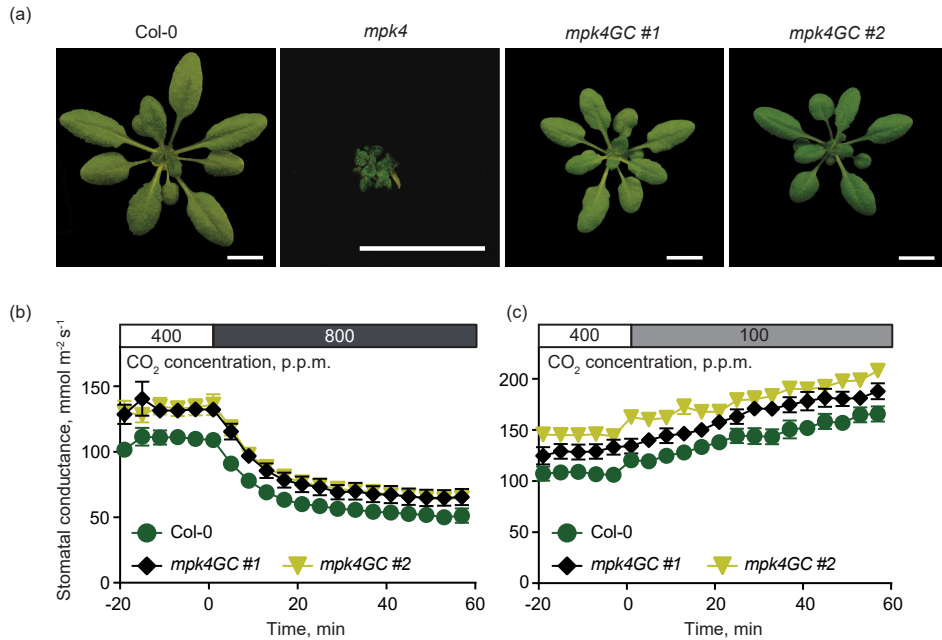 (a)
Col-0 mpk4 mpk4GC #1 mpk4GC #2
(b)
400 800
CO₂ concentration, p.p.m.
Stomatal conductance, mmol m⁻² s⁻¹
150
100
50
0
Col-0
mpk4GC #1 mpk4GC #2
-20 0 20 40 60
Time, min
(c)
400 100
CO₂ concentration, p.p.m.
200
150
100
50
0
Col-0
mpk4GC #1 mpk4GC #2
-20 0 20 40 60
Time, min